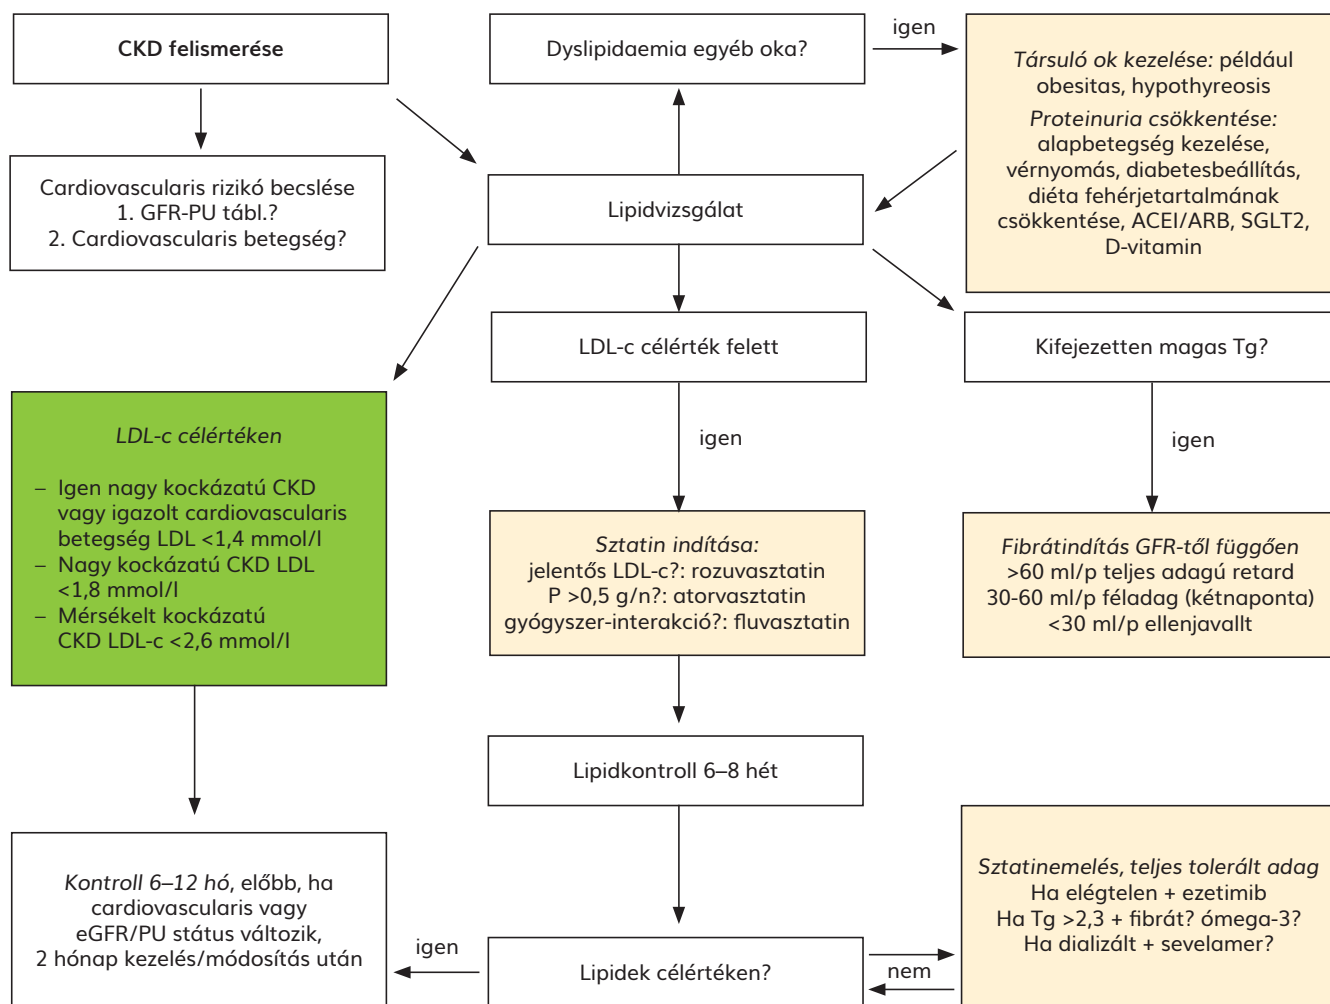 CKD felismerése
Dyslipidaemia egyéb oka?
igen
Társuló ok kezelése: például
obesitas, hypothyreosis
Proteinuria csökkentése:
alapbetegség kezelése,
vérnyomás, diabetesbeállítás,
diéta fehérjetartalmának
csökkentése, ACEI/ARB, SGLT2,
D-vitamin
Cardiovascularis rizikó becslése
1. GFR-PU tábl.?
2. Cardiovascularis betegség?
Lipidvizsgálat
LDL-c célérték felett
Kifejezetten magas Tg?
LDL-c célértéken
– Igen nagy kockázatú CKD
vagy igazolt cardiovascularis
betegség LDL <1,4 mmol/l
– Nagy kockázatú CKD LDL
<1,8 mmol/l
– Mérsékelt kockázatú
CKD LDL-c <2,6 mmol/l
igen
igen
Sztatin indítása:
jelentős LDL-c?: rozuvasztatin
P >0,5 g/n?: atorvasztatin
gyógyszer-interakció?: fluvasztatin
Fibrátindítás GFR-től függően
>60 ml/p teljes adagú retard
30-60 ml/p féladag (kétnaponta)
<30 ml/p ellenjavallt
Lipidkontroll 6–8 hét
Kontroll 6–12 hó, előbb, ha
cardiovascularis vagy
eGFR/PU státus változik,
2 hónap kezelés/módosítás után
igen
Lipidek célértéken?
nem
Sztatinemelés, teljes tolerált adag
Ha elégtelen + ezetimib
Ha Tg >2,3 + fibrát? ómega-3?
Ha dializált + sevelamer?